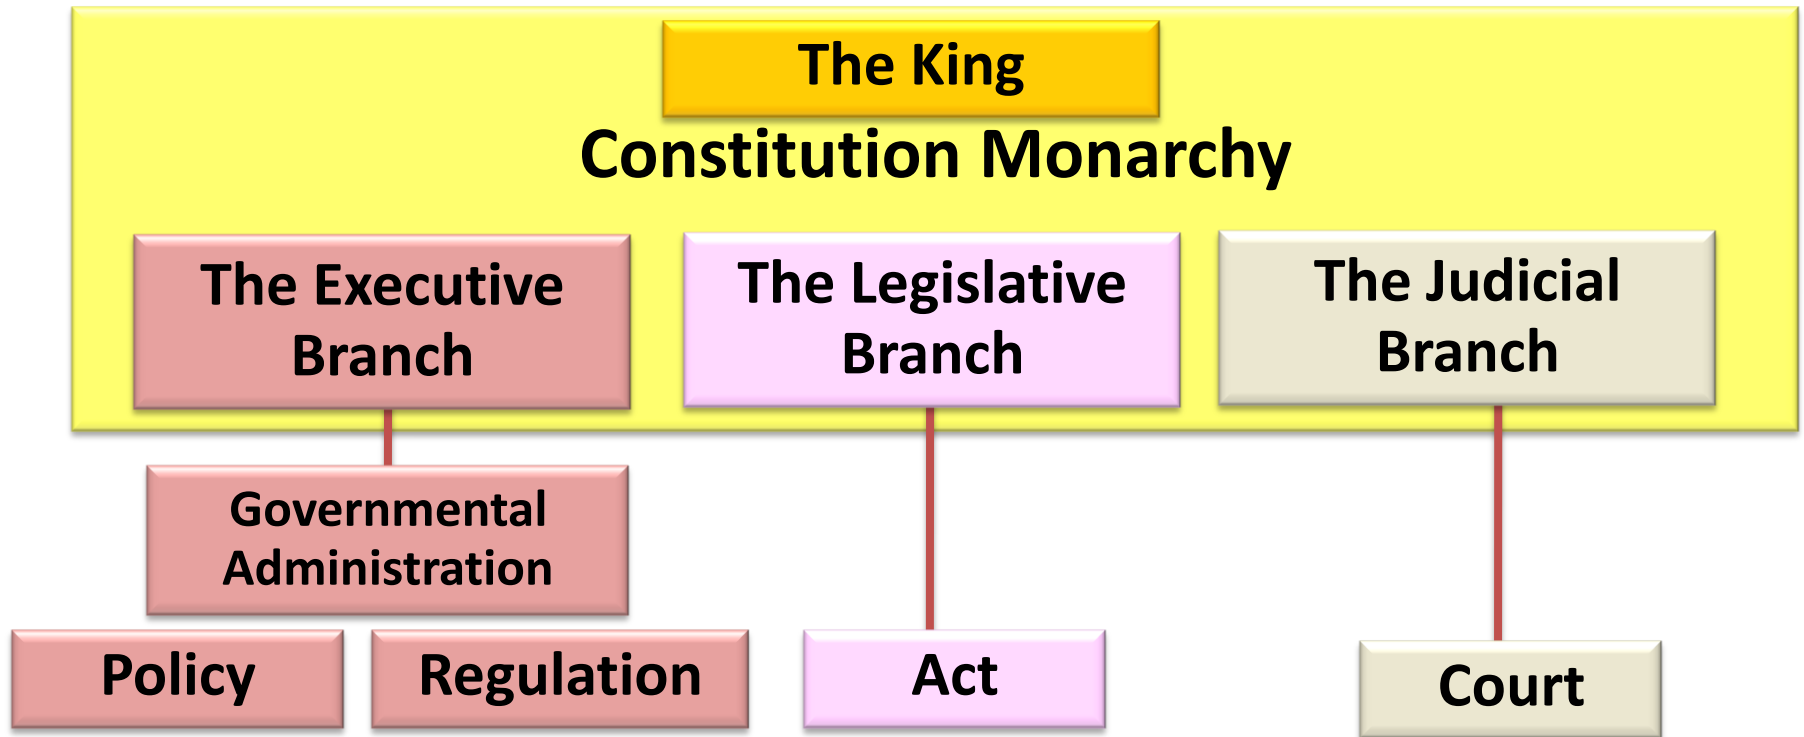 The King
Constitution Monarchy
The Executive
Branch
The Legislative
Branch
The Judicial
Branch
Governmental
Administration
Policy
Regulation
Act
Court